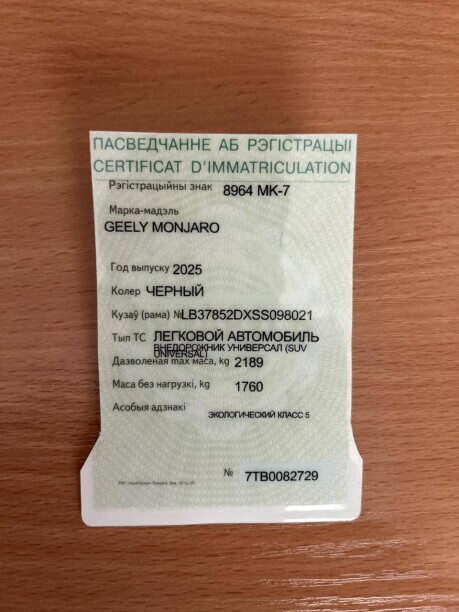 ПАСВЕДЧАННЕ АБ РЭГІСТРАЦЫІ
CERTIFICAT D'IMMATRICULATION
Рэгістрацыйны знак 8964 MK-7
Марка-мадэль
GEELY MONJARO
Год выпуску 2025
Колер ЧЕРНЫЙ
Кузаў (рама) № LB37852DXSS098021
Тып ТС ЛЕГКОВОЙ АВТОМОБИЛЬ
ВНЕДОРОЖНИК УНИВЕРСАЛ (SUV
UNIVERSAL)
Дазволеная max маса, kg 2189
Маса без нагрузкі, kg 1760
Асобыя адзнакі
ЭКОЛОГИЧЕСКИЙ КЛАСС 5
№ 7TB0082729